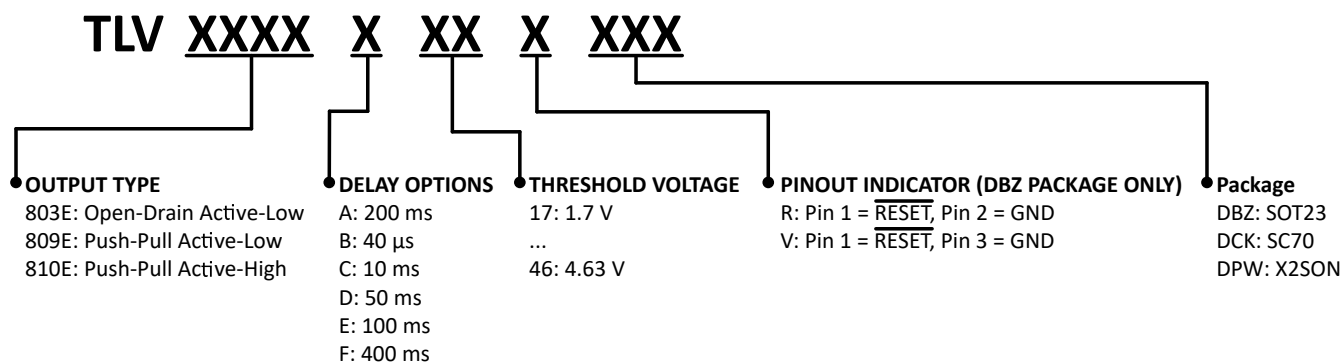 TLV XXXX X XX X XXX
OUTPUT TYPE
803E: Open-Drain Active-Low
809E: Push-Pull Active-Low
810E: Push-Pull Active-High
DELAY OPTIONS
A: 200 ms
B: 40 µs
C: 10 ms
D: 50 ms
E: 100 ms
F: 400 ms
THRESHOLD VOLTAGE
17: 1.7 V
...
46: 4.63 V
PINOUT INDICATOR (DBZ PACKAGE ONLY)
R: Pin 1 = RESET, Pin 2 = GND
V: Pin 1 = RESET, Pin 3 = GND
Package
DBZ: SOT23
DCK: SC70
DPW: X2SON